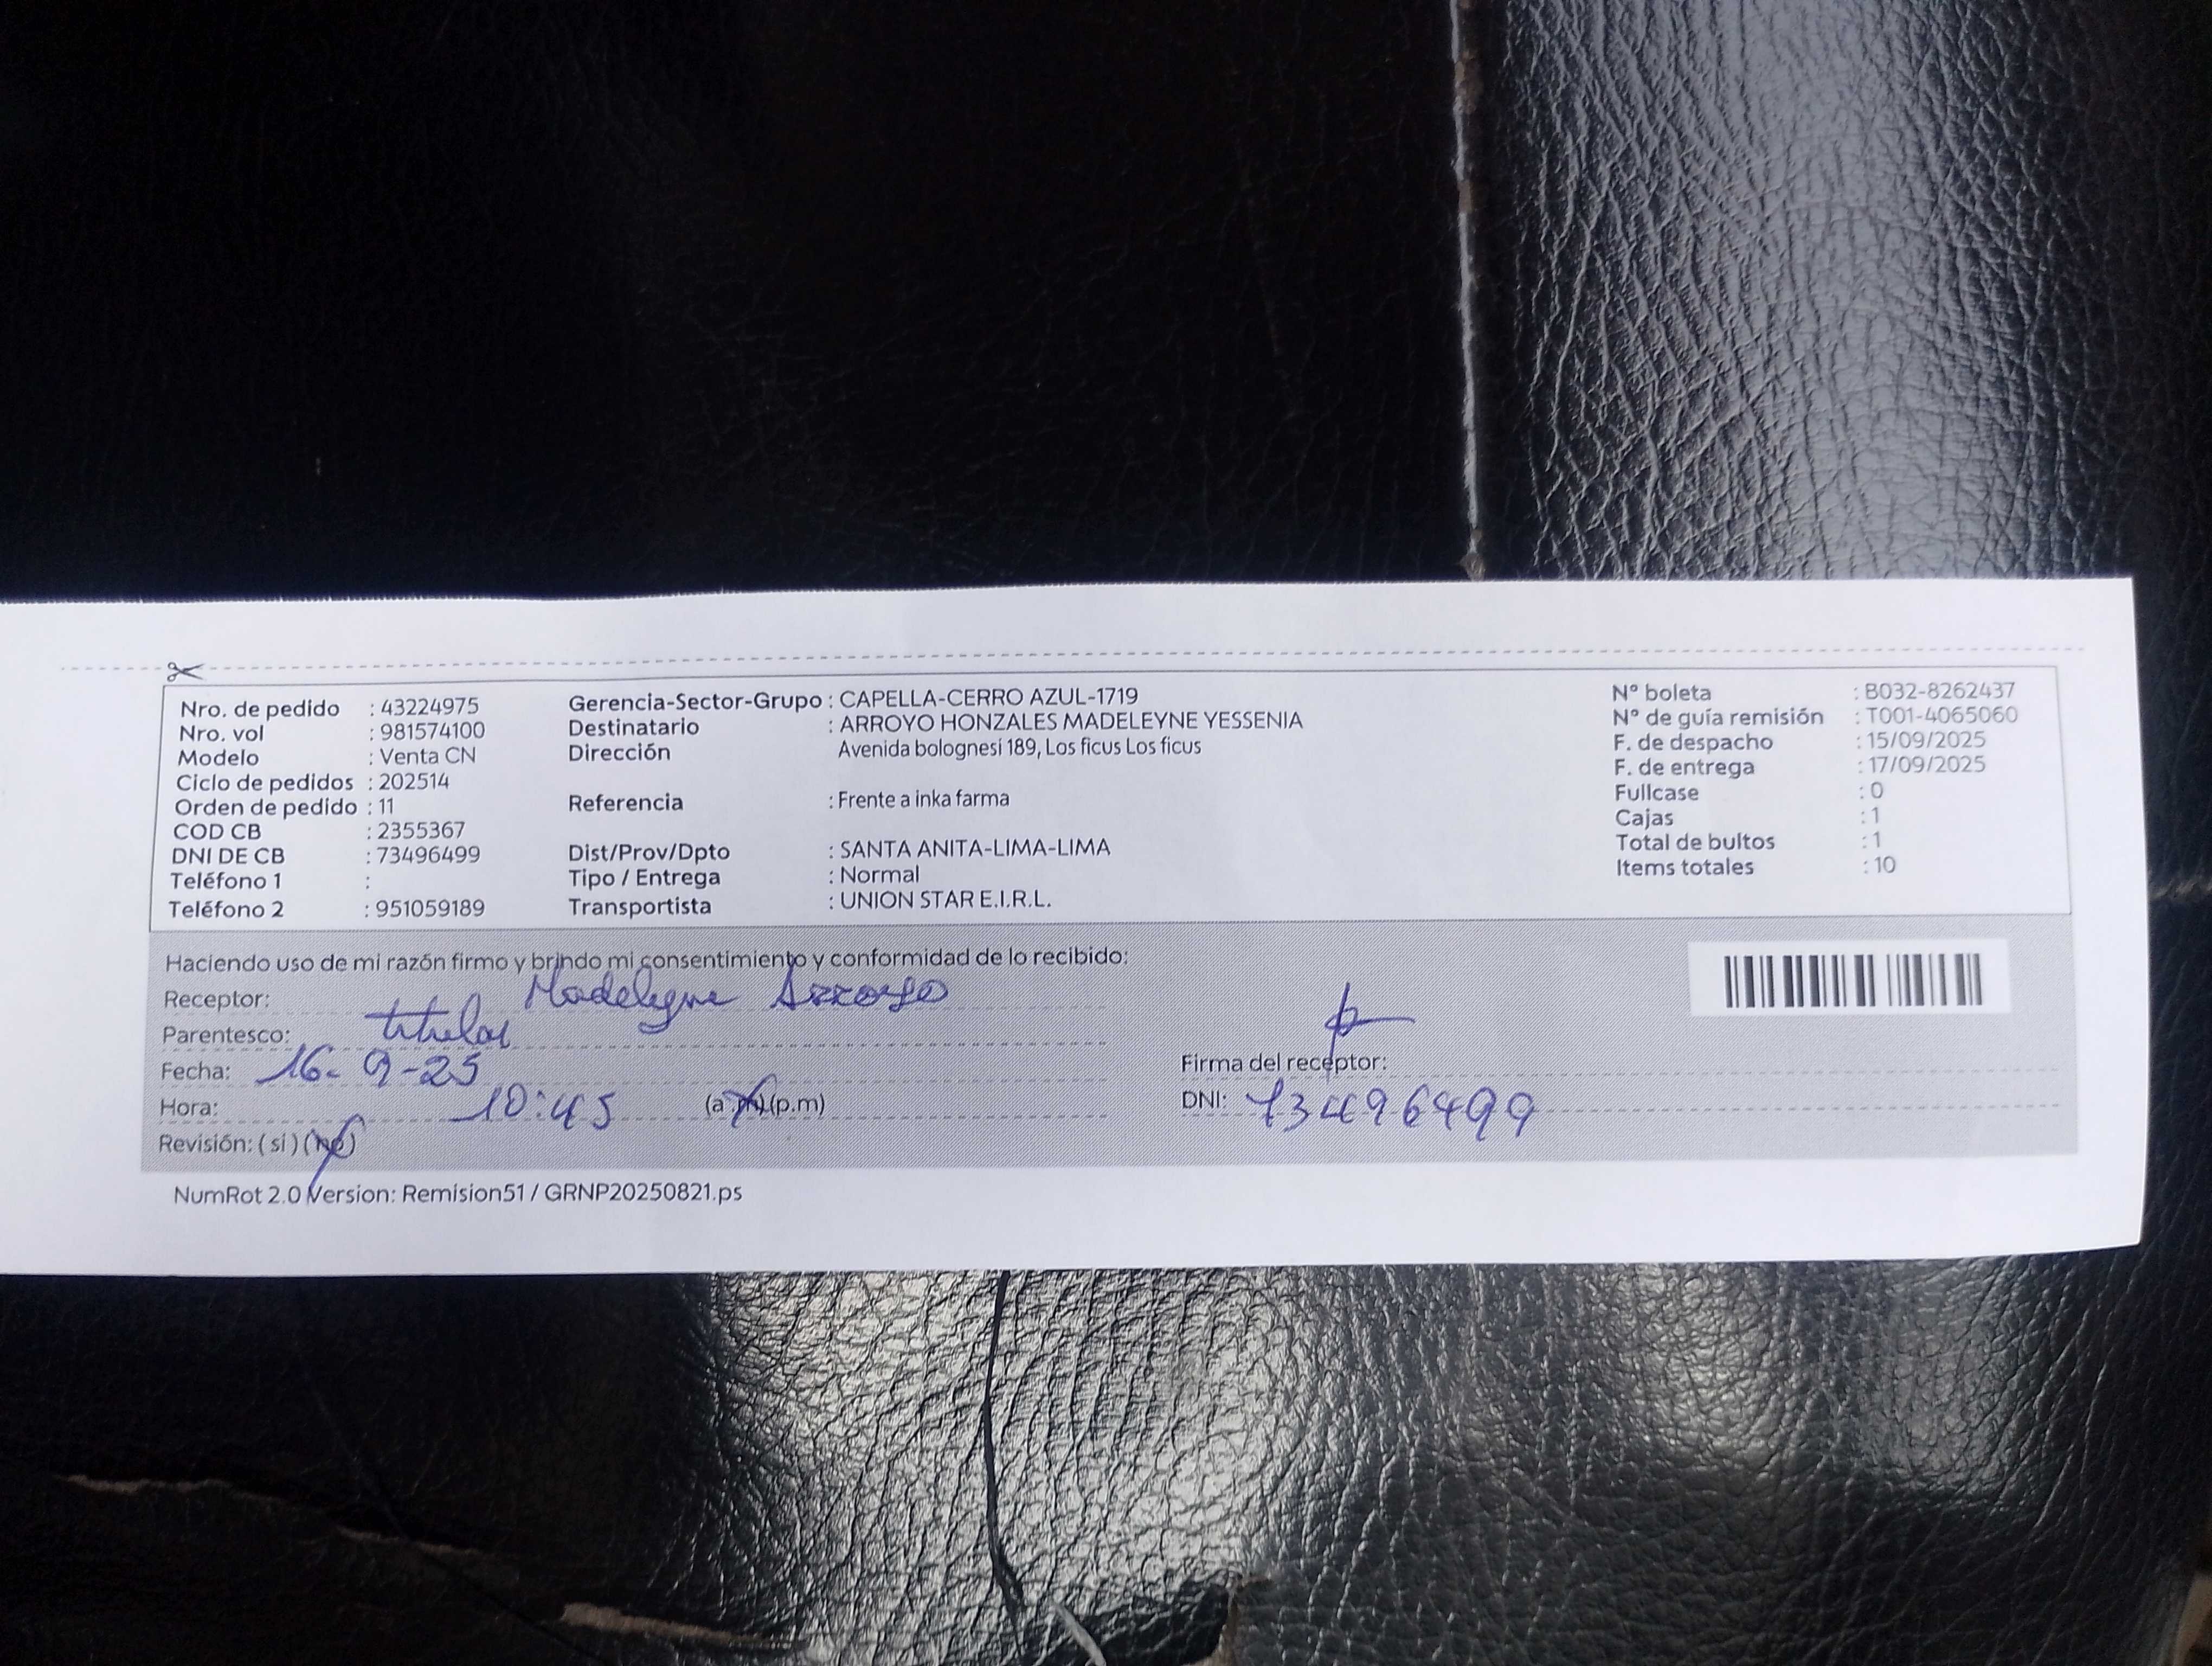 Nro. de pedido : 43224975
Nro. vol : 981574100
Modelo : Venta CN
Ciclo de pedidos : 202514
Orden de pedido : 11
COD CB : 2355367
DNI DE CB : 73496499
Teléfono 1 :
Teléfono 2 : 951059189
Gerencia-Sector-Grupo : CAPELLA-CERRO AZUL-1719
Destinatario : ARROYO HONZALES MADELEYNE YESSENIA
Dirección Avenida bolognesi 189, Los ficus Los ficus
Referencia : Frente a inka farma
Dist/Prov/Dpto : SANTA ANITA-LIMA-LIMA
Tipo / Entrega : Normal
Transportista : UNION STAR E.I.R.L.
N° boleta : B032-8262437
N° de guía remisión : T001-4065060
F. de despacho : 15/09/2025
F. de entrega : 17/09/2025
Fullcase : 0
Cajas : 1
Total de bultos : 1
Items totales : 10
Haciendo uso de mi razón firmo y brindo mi consentimiento y conformidad de lo recibido:
Receptor: Madeleyne Arroyo
Parentesco: titular
Fecha: 16-9-25
Hora: 10:45 (a.m) (p.m)
Revisión: (si) (no)
Firma del receptor:
DNI: 73496499
NumRot 2.0 Version: Remision51 / GRNP20250821.ps